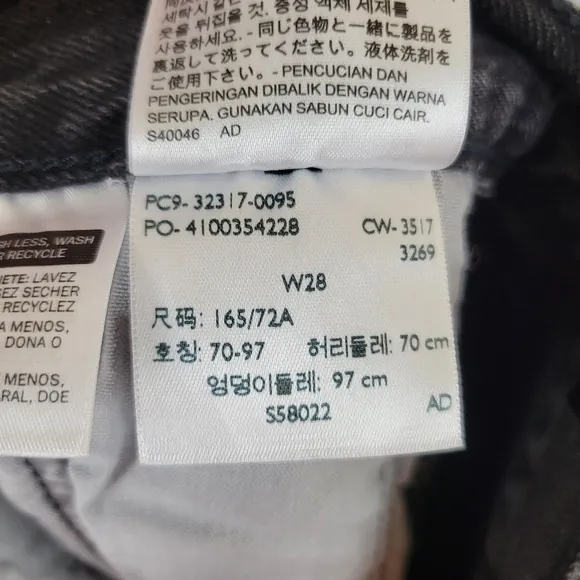 세탁시 같은
옷을 뒤집을 것, 중성 액체 세제를
사용하세요. - 同じ色物と一緒に製品を
裏返して洗ってください。液体洗剤を
ご使用下さい。 - PENCUCIAN DAN
PENGERINGAN DIBALIK DENGAN WARNA
SERUPA. GUNAKAN SABUN CUCI CAIR.
S40046 AD
LESS, WASH
RECYCLE
LAVEZ
SECHER
RECYCLEZ
A MENOS,
DONA O
MENOS,
DOE
PC9- 32317-0095
PO- 4100354228 CW- 3517
3269
W28
尺码: 165/72A
호칭: 70-97 허리둘레: 70 cm
엉덩이둘레: 97 cm
S58022 AD